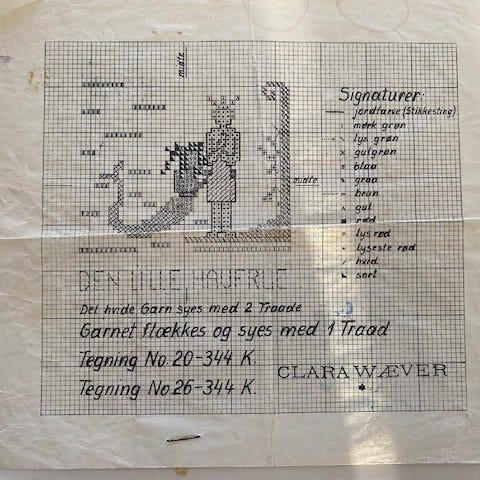 midte
Signaturer:
jordfarve (Stikkesting)
mørk grøn
lys grøn
gulgrøn
blaa
graa
midte
brun
gul
rød
lys rød
lyseste rød
hvid
sort
DEN LILLE HAVFRUE
Det hvide Garn syes med 2 Traade
Garnet flækkes og syes med 1 Traad
Tegning No. 20-344 K.
Tegning No. 26-344 K.
CLARA WÆVER